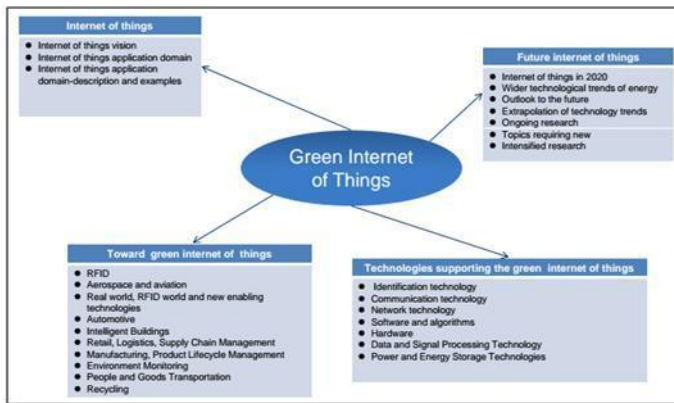 Internet of things
Internet of things vision
Internet of things application domain
Internet of things application
domain-description and examples
Future internet of things
Internet of things in 2020
Wider technological trends of energy
Outlook to the future
Extrapolation of technology trends
Ongoing research
Topics requiring new
Intensified research
Green Internet
of Things
Toward green internet of things
RFID
Aerospace and aviation
Real world, RFID world and new enabling
technologies
Automotive
Intelligent Buildings
Retail, Logistics, Supply Chain Management
Manufacturing, Product Lifecycle Management
Environment Monitoring
People and Goods Transportation
Recycling
Technologies supporting the green internet of things
Identification technology
Communication technology
Network technology
Software and algorithms
Hardware
Data and Signal Processing Technology
Power and Energy Storage Technologies